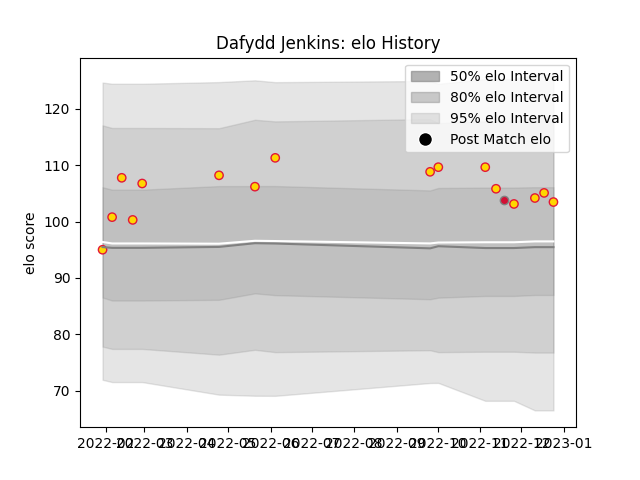 Dafydd Jenkins: elo History
50% elo Interval
80% elo Interval
95% elo Interval
Post Match elo
elo score
120
110
100
90
80
70
2022-02 2022-03 2022-04 2022-05 2022-06 2022-07 2022-08 2022-09 2022-10 2022-11 2022-12 2023-01